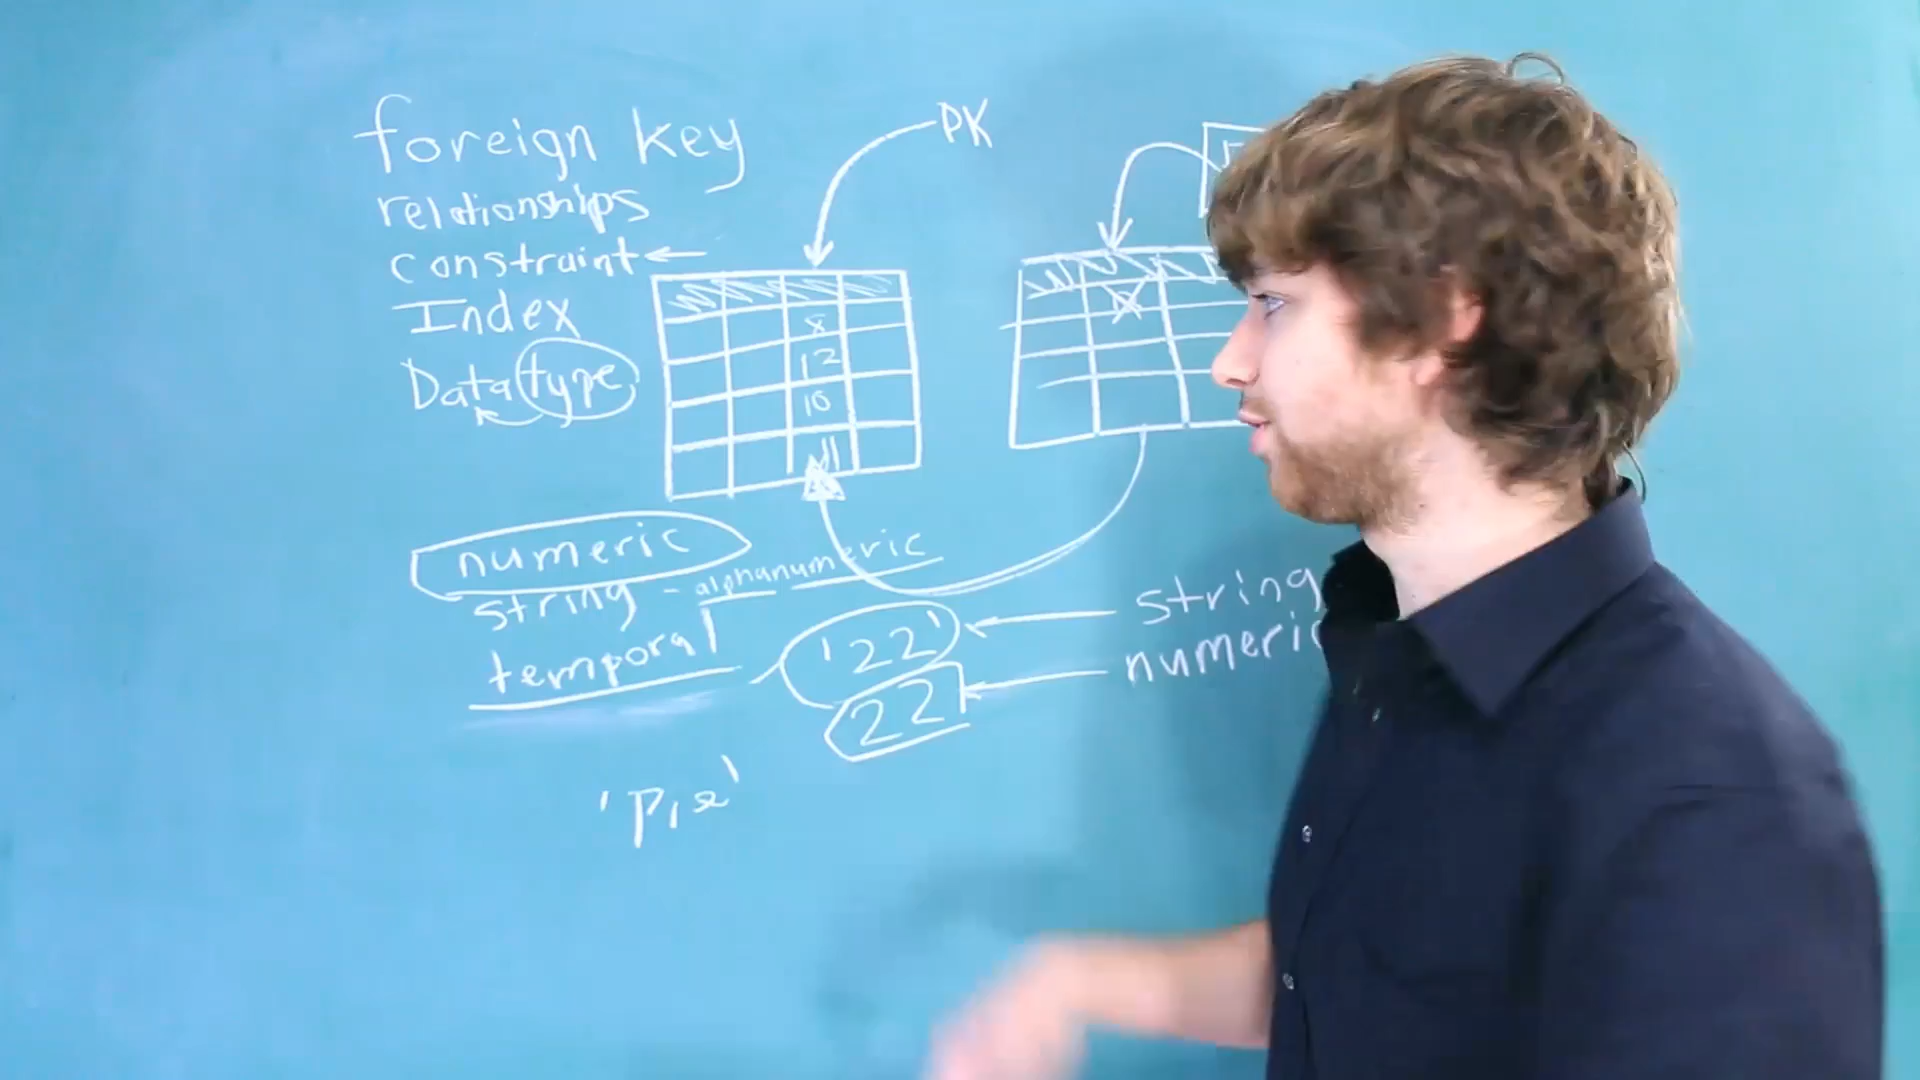 foreign key
relationships
constraint
Index
Datatype
PK
8
12
10
11
numeric
string - alphanumeric
temporal
'22'
22
string
numeric
'pie'